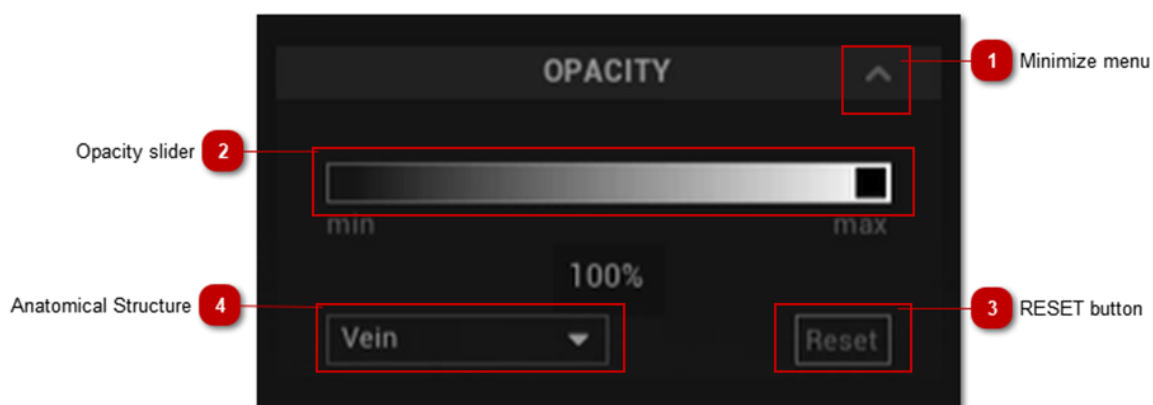 OPACITY
1 Minimize menu
Opacity slider 2
min max
100%
Anatomical Structure 4
Vein
Reset
3 RESET button